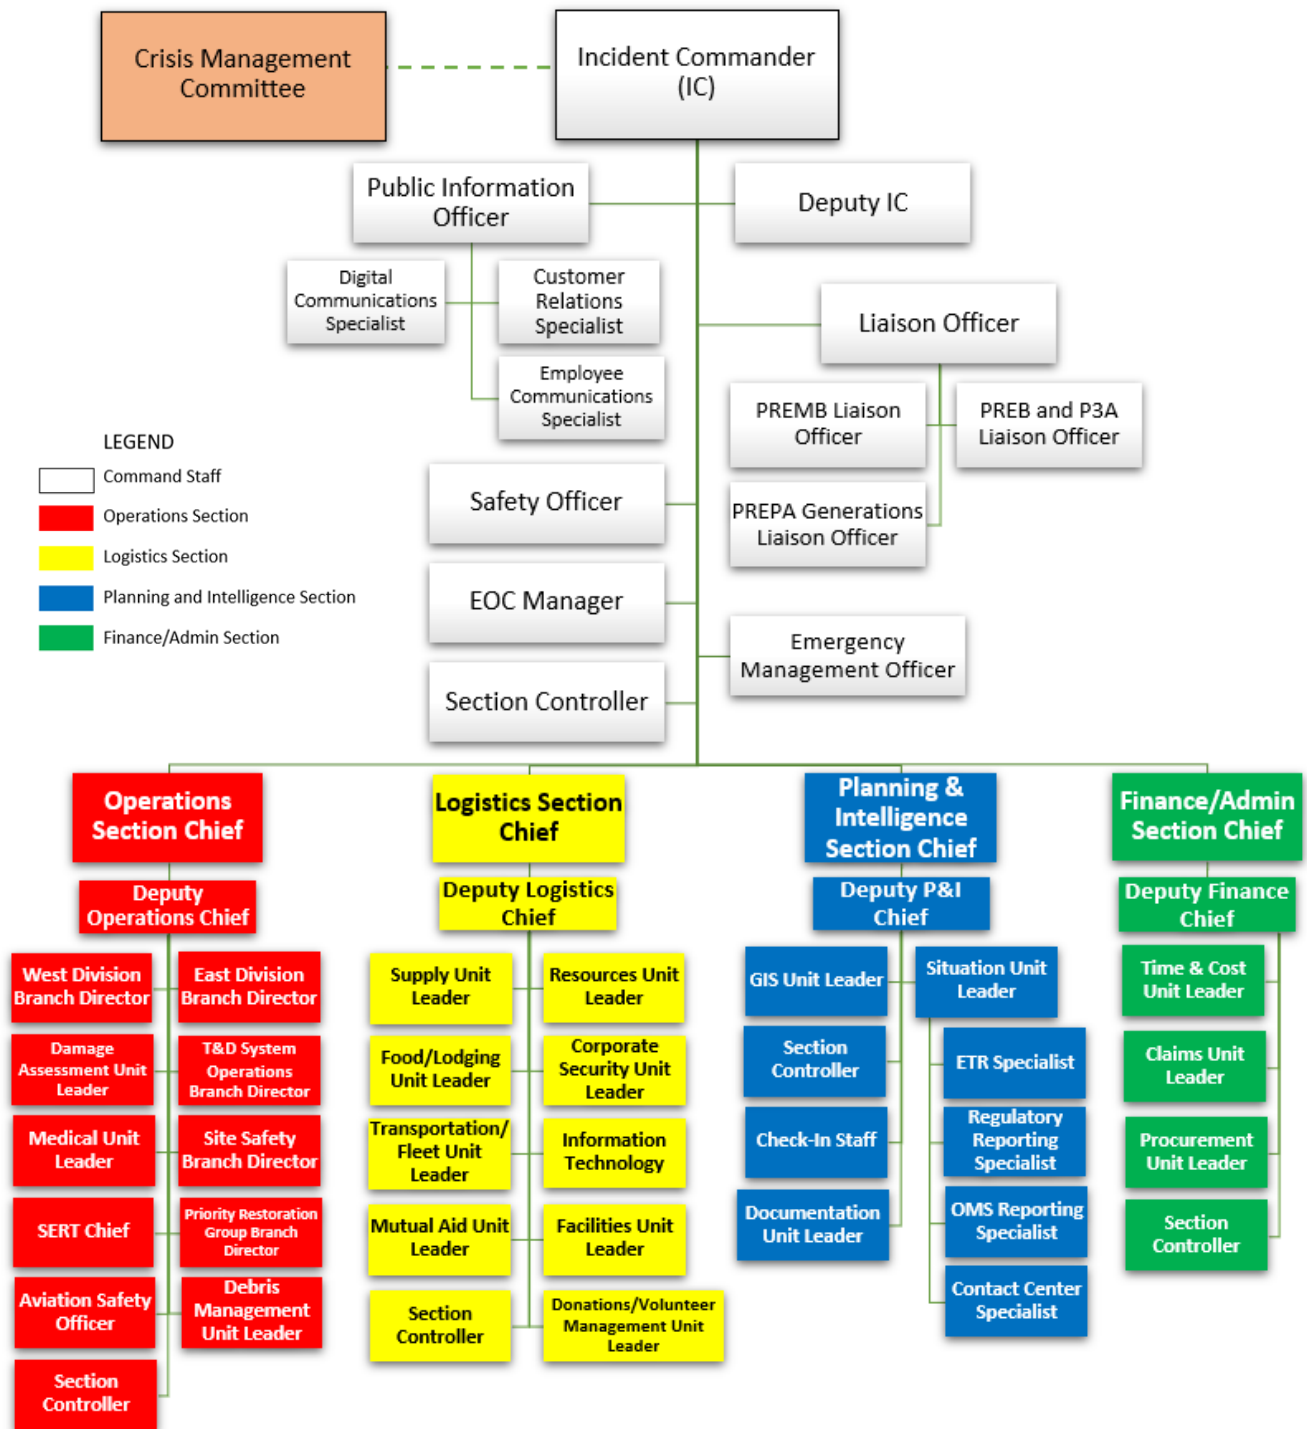 Crisis Management
Committee
Incident Commander
(IC)
Public Information
Officer
Deputy IC
Digital
Communications
Specialist
Customer
Relations
Specialist
Employee
Communications
Specialist
Liaison Officer
PREMB Liaison
Officer
PREB and P3A
Liaison Officer
PREPA Generations
Liaison Officer
LEGEND
Command Staff
Operations Section
Logistics Section
Planning and Intelligence Section
Finance/Admin Section
Safety Officer
EOC Manager
Emergency
Management Officer
Section Controller
Operations
Section Chief
Deputy
Operations Chief
West Division
Branch Director
East Division
Branch Director
Damage
Assessment Unit
Leader
T&D System
Operations
Branch Director
Medical Unit
Leader
Site Safety
Branch Director
SERT Chief
Priority Restoration
Group Branch
Director
Aviation Safety
Officer
Debris
Management
Unit Leader
Section
Controller
Logistics Section
Chief
Deputy Logistics
Chief
Supply Unit
Leader
Resources Unit
Leader
Food/Lodging
Unit Leader
Corporate
Security Unit
Leader
Transportation/
Fleet Unit
Leader
Information
Technology
Mutual Aid Unit
Leader
Facilities Unit
Leader
Section
Controller
Donations/Volunteer
Management Unit
Leader
Planning &
Intelligence
Section Chief
Deputy P&I
Chief
GIS Unit Leader
Situation Unit
Leader
Section
Controller
ETR Specialist
Check-In Staff
Regulatory
Reporting
Specialist
Documentation
Unit Leader
OMS Reporting
Specialist
Contact Center
Specialist
Finance/Admin
Section Chief
Deputy Finance
Chief
Time & Cost
Unit Leader
Claims Unit
Leader
Procurement
Unit Leader
Section
Controller